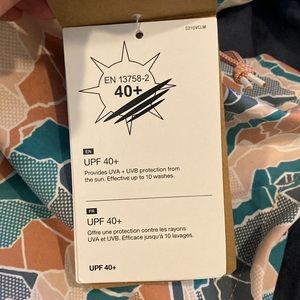 S21UVCLM
EN 13758-2
40+
EN
UPF 40+
Provides UVA + UVB protection from
the sun. Effective up to 10 washes.
FR
UPF 40+
Offre une protection contre les rayons
UVA et UVB. Efficace jusqu'à 10 lavages.
UPF 40+